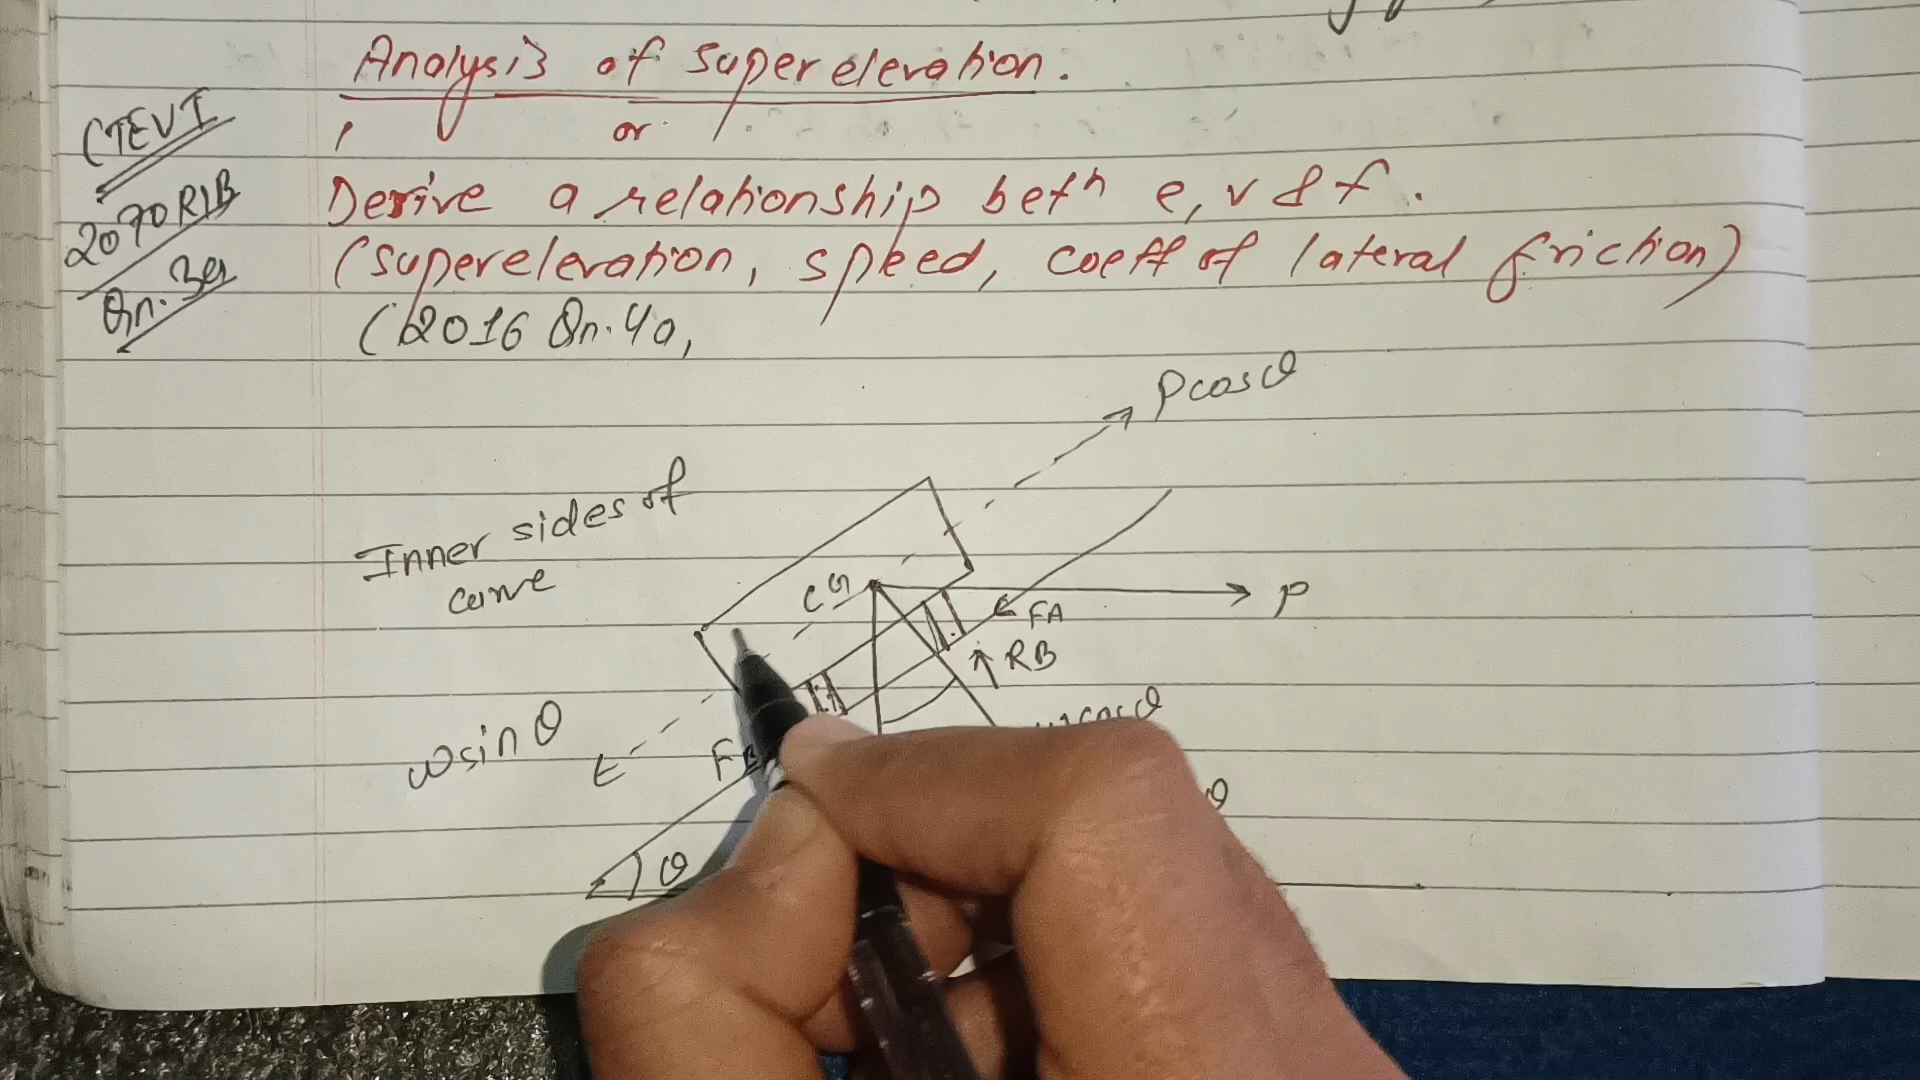 Analysis of superelevation.
or
Derive a relationship betn e, v & f.
(superelevation, speed, coeff of lateral friction)
(2016 Qn. 4a,
CTEVT
2070 R/B
Qn. 3a
Pcosθ
Inner sides of
curve
CG
P
FA
RB
wsinθ
wcosθ
FB
θ
θ